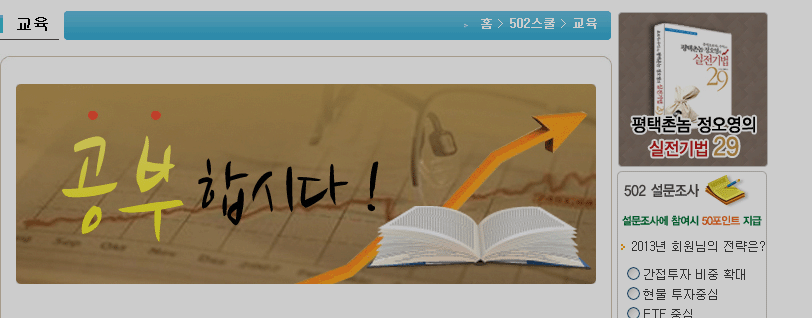 교육
홈 > 502스쿨 > 교육
공부합시다!
평택촌놈 정오영의
실전기법
29
평택촌놈 정오영의
실전기법 29
502 설문조사
설문조사에 참여시 50포인트 지급
2013년 회원님의 전략은?
간접투자 비중 확대
현물 투자중심
ETF 중심